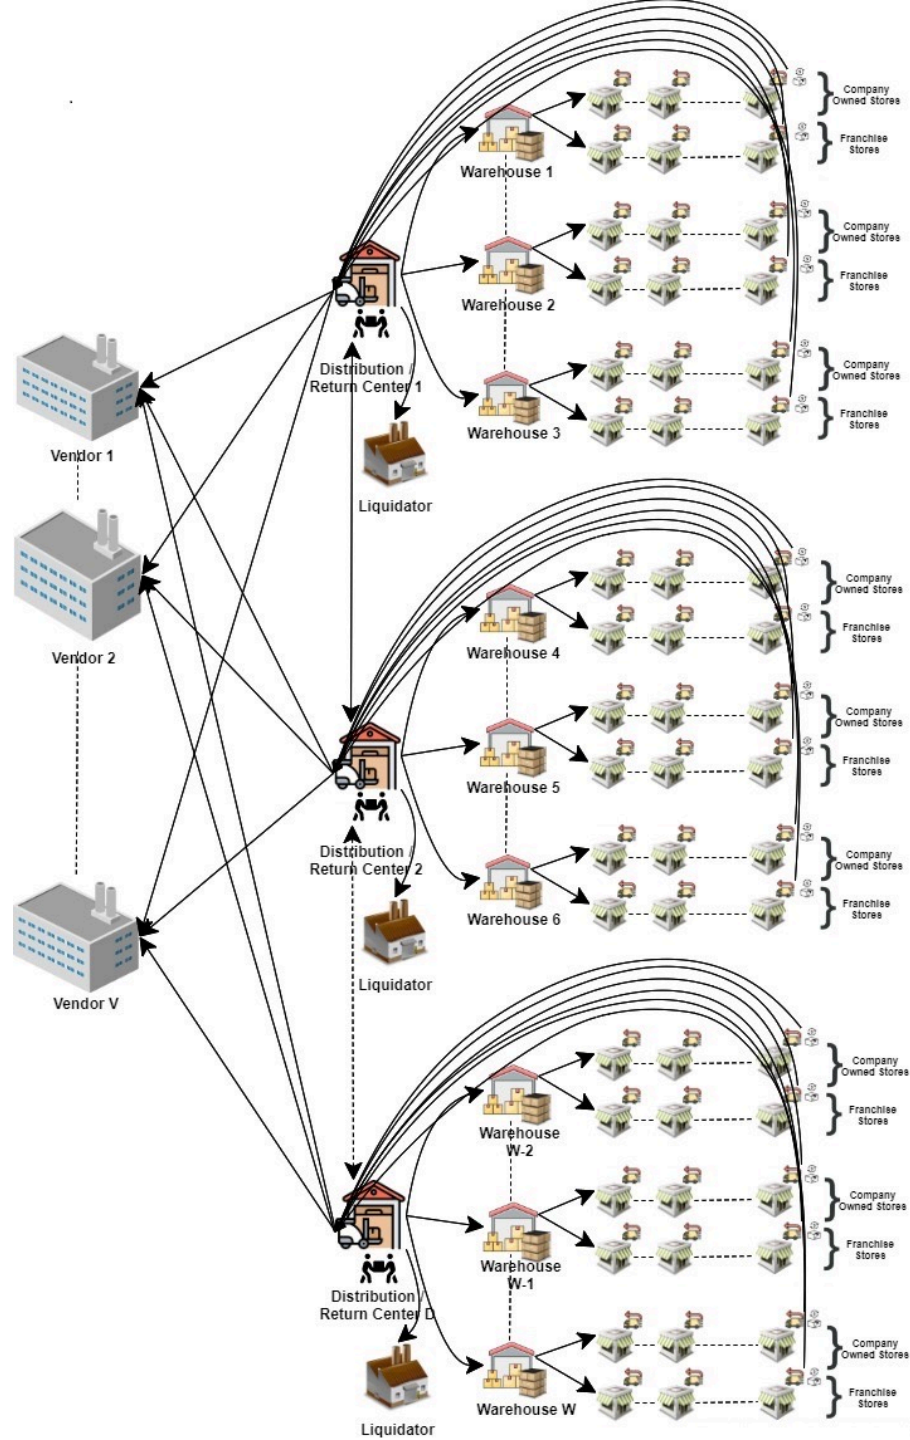 Company
Owned Stores
Franchise
Stores
Warehouse 1
Company
Owned Stores
Franchise
Stores
Warehouse 2
Distribution /
Return Center 1
Company
Owned Stores
Franchise
Stores
Warehouse 3
Vendor 1
Liquidator
Company
Owned Stores
Franchise
Stores
Warehouse 4
Vendor 2
Company
Owned Stores
Franchise
Stores
Warehouse 5
Distribution /
Return Center 2
Company
Owned Stores
Franchise
Stores
Warehouse 6
Liquidator
Vendor V
Company
Owned Stores
Franchise
Stores
Warehouse
W-2
Company
Owned Stores
Franchise
Stores
Warehouse
W-1
Distribution /
Return Center D
Company
Owned Stores
Franchise
Stores
Warehouse W
Liquidator